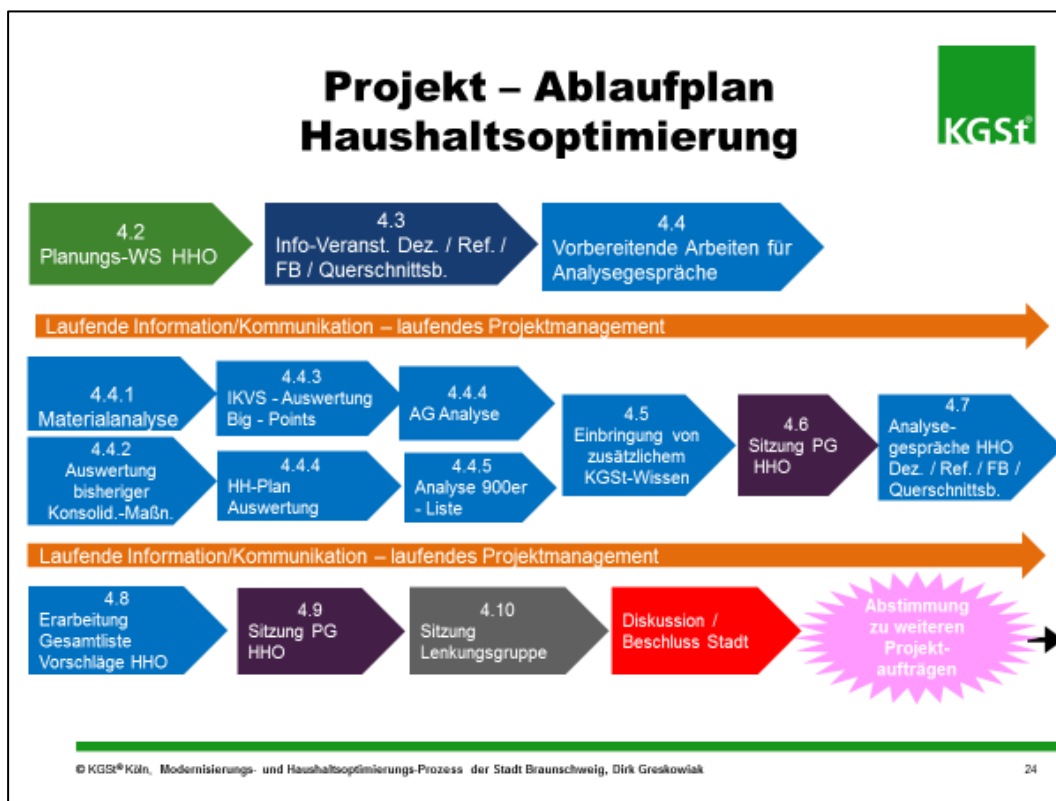 Projekt – Ablaufplan
Haushaltsoptimierung
KGSt®
4.2
Planungs-WS HHO
4.3
Info-Veranst. Dez. / Ref. /
FB / Querschnittsb.
4.4
Vorbereitende Arbeiten für
Analysegespräche
Laufende Information/Kommunikation – laufendes Projektmanagement
4.4.1
Materialanalyse
4.4.2
Auswertung
bisheriger
Konsolid.-Maßn.
4.4.3
IKVS - Auswertung
Big - Points
4.4.4
HH-Plan
Auswertung
4.4.4
AG Analyse
4.4.5
Analyse 900er
- Liste
4.5
Einbringung von
zusätzlichem
KGSt-Wissen
4.6
Sitzung PG
HHO
4.7
Analyse-
gespräche HHO
Dez. / Ref. / FB /
Querschnittsb.
Laufende Information/Kommunikation – laufendes Projektmanagement
4.8
Erarbeitung
Gesamtliste
Vorschläge HHO
4.9
Sitzung PG
HHO
4.10
Sitzung
Lenkungsgruppe
Diskussion /
Beschluss Stadt
Abstimmung
zu weiteren
Projekt-
aufträgen
© KGSt® Köln, Modernisierungs- und Haushaltsoptimierungs-Prozess der Stadt Braunschweig, Dirk Greskowiak
24